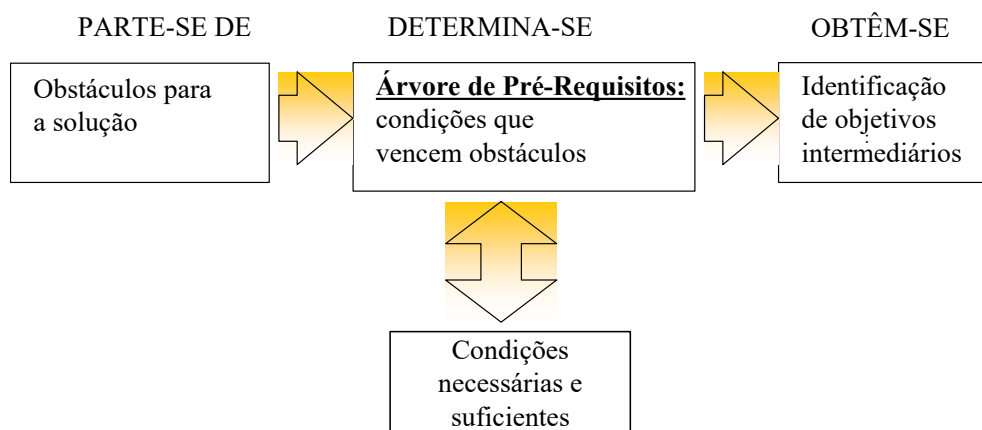 PARTE-SE DE
DETERMINA-SE
OBTÊM-SE
Obstáculos para
a solução
Árvore de Pré-Requisitos:
condições que
vencem obstáculos
Identificação
de objetivos
intermediários
Condições
necessárias e
suficientes